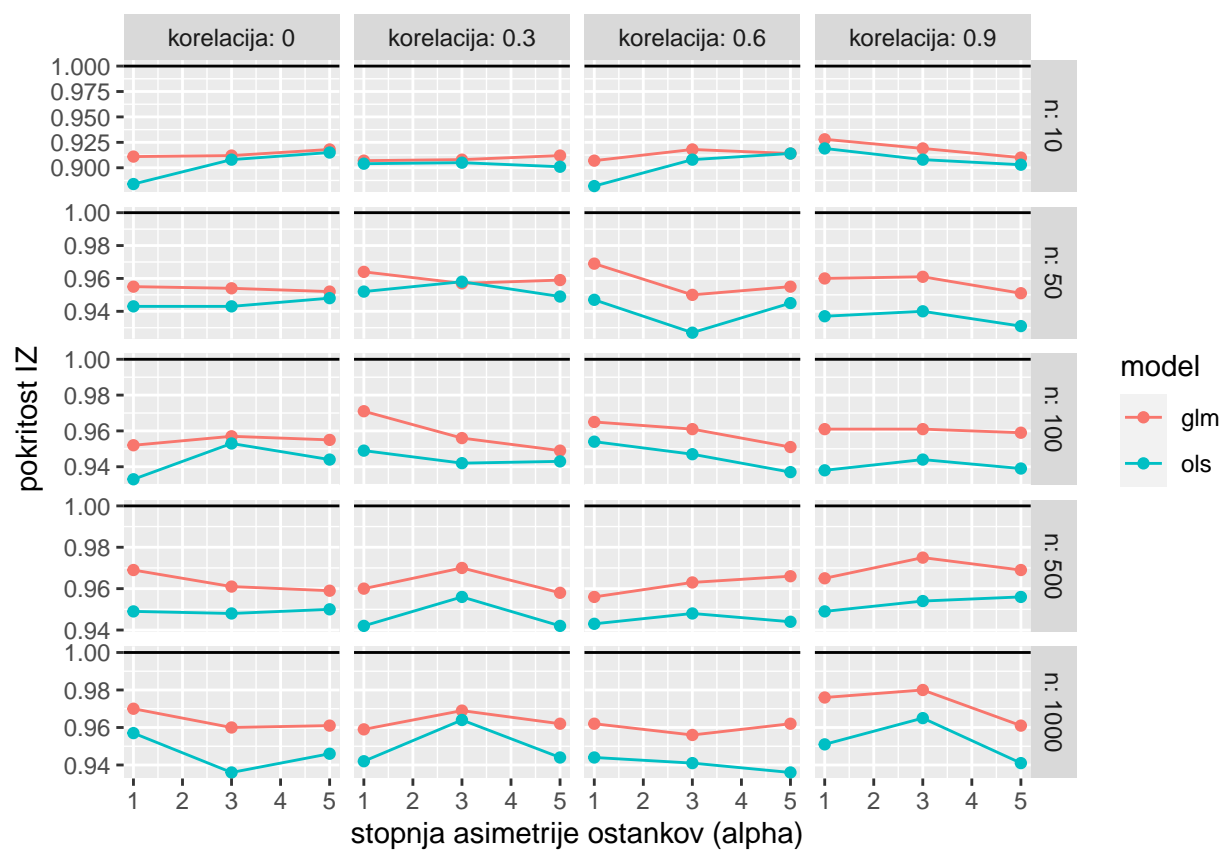 korelacija: 0 korelacija: 0.3 korelacija: 0.6 korelacija: 0.9
1.000
0.975
0.950
0.925
0.900
n: 10
1.00
0.98
0.96
0.94
n: 50
1.00
0.98
0.96
0.94
n: 100
1.00
0.98
0.96
0.94
n: 500
1.00
0.98
0.96
0.94
n: 1000
1 2 3 4 5 1 2 3 4 5 1 2 3 4 5 1 2 3 4 5
stopnja asimetrije ostankov (alpha)
pokritost IZ
model
glm
ols